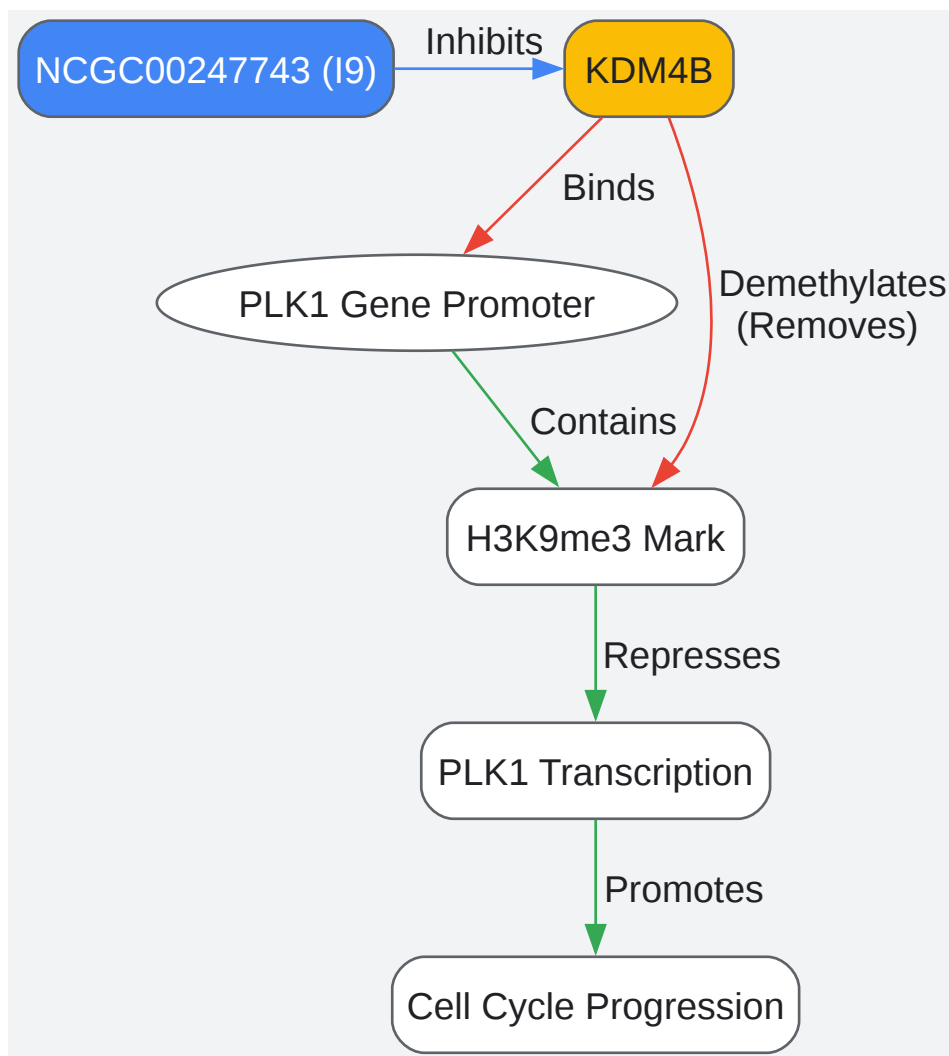 Inhibits
NCGC00247743 (I9)
KDM4B
Binds
Demethylates
(Removes)
PLK1 Gene Promoter
Contains
H3K9me3 Mark
Represses
PLK1 Transcription
Promotes
Cell Cycle Progression